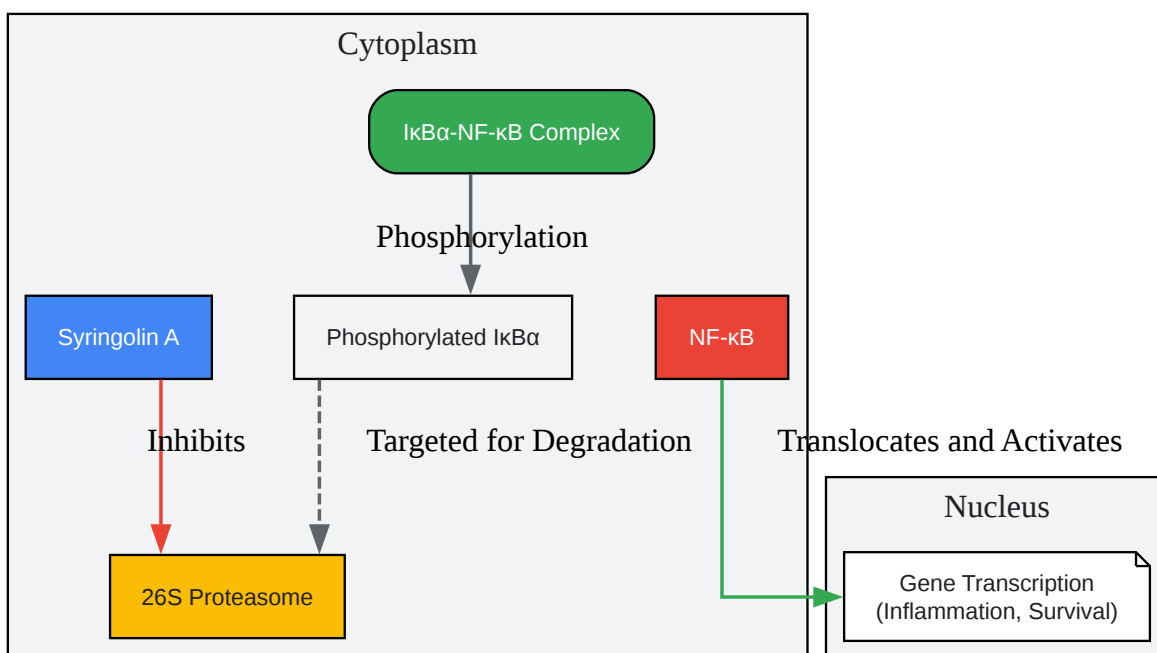 Cytoplasm
IκBα-NF-κB Complex
Phosphorylation
Syringolin A
Phosphorylated IκBα
NF-κB
Inhibits
Targeted for Degradation
Translocates and Activates
Nucleus
26S Proteasome
Gene Transcription
(Inflammation, Survival)